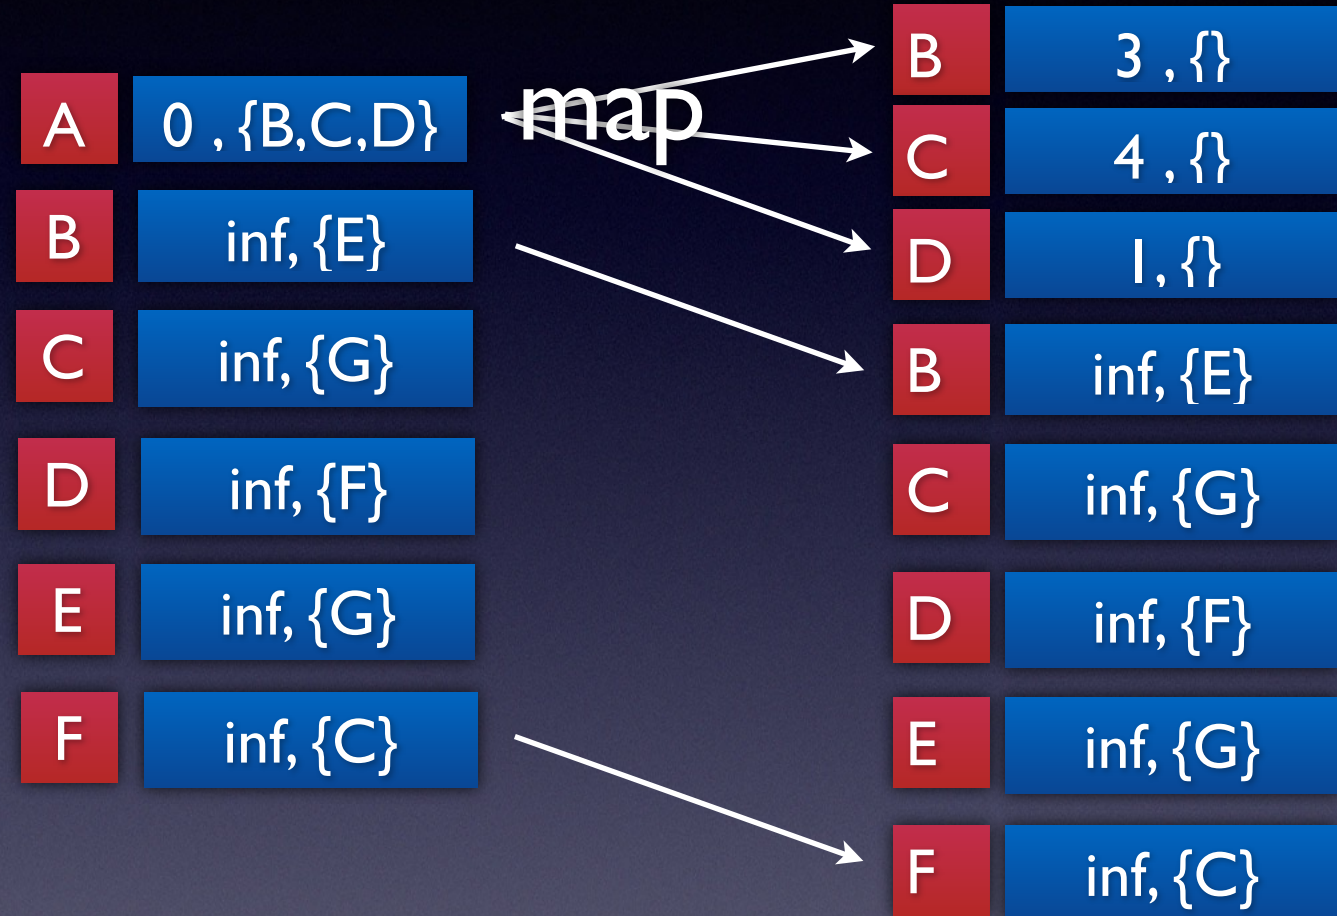 A 0 , {B,C,D}
map
B inf, {E}
C inf, {G}
D inf, {F}
E inf, {G}
F inf, {C}
B 3 , {}
C 4 , {}
D 1 , {}
B inf, {E}
C inf, {G}
D inf, {F}
E inf, {G}
F inf, {C}